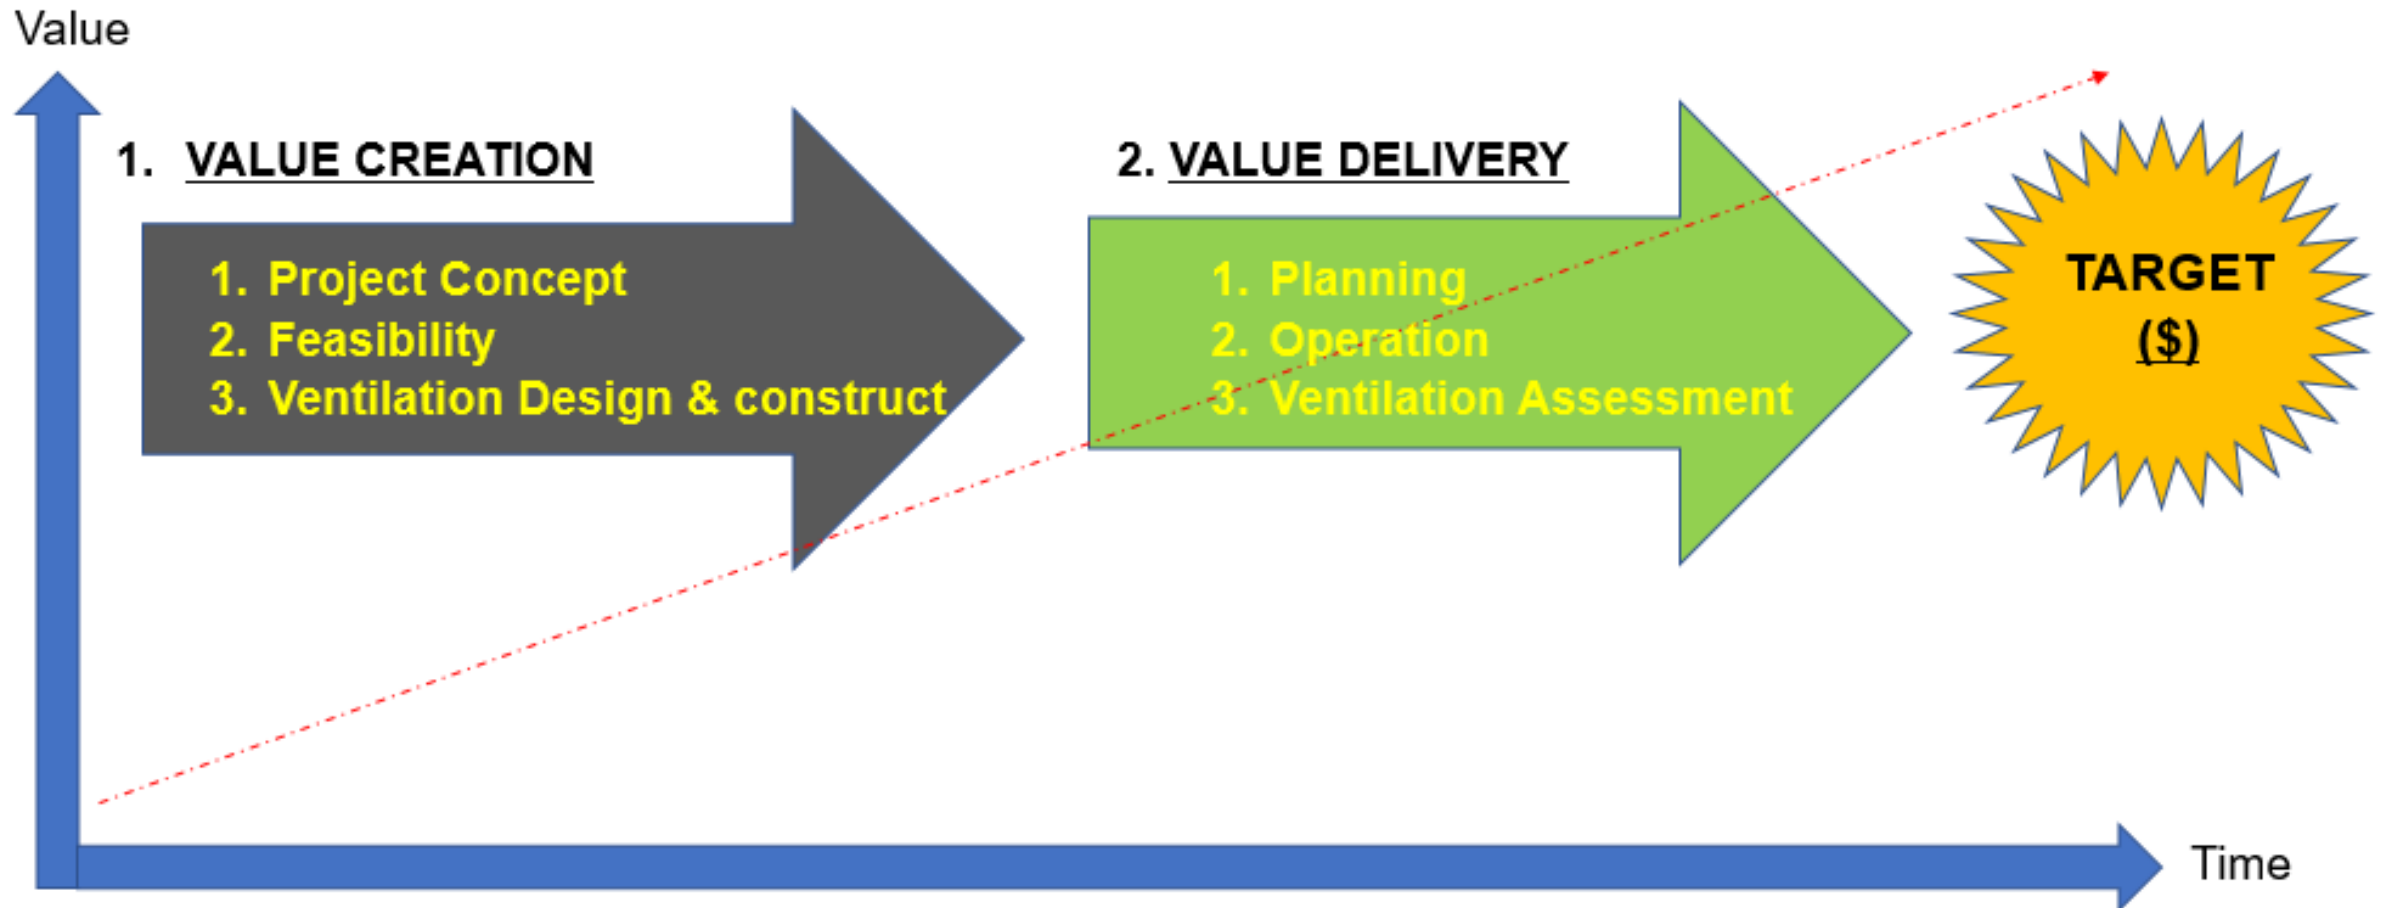 Value
1. VALUE CREATION
1. Project Concept
2. Feasibility
3. Ventilation Design & construct
2. VALUE DELIVERY
1. Planning
2. Operation
3. Ventilation Assessment
TARGET
($)
Time